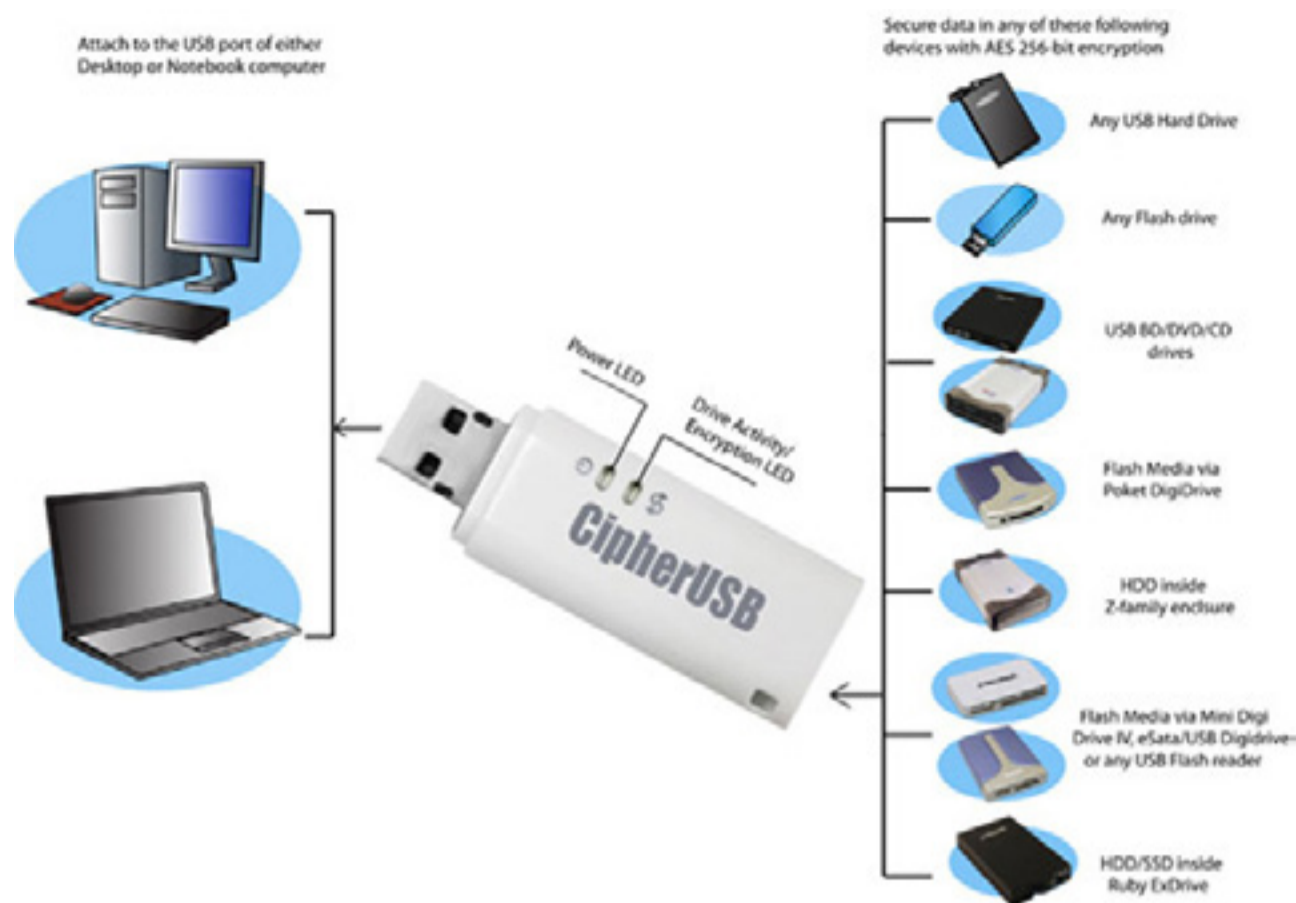 Attach to the USB port of either
Desktop or Notebook computer
Secure data in any of these following
devices with AES 256-bit encryption
Any USB Hard Drive
Any Flash drive
USB BD/DVD/CD
drives
Power LED
Drive Activity/
Encryption LED
CipherUSB
Flash Media via
Poket DigiDrive
HDD inside
Z-family enclsure
Flash Media via Mini Digi
Drive IV, eSata/USB Digidrive-
or any USB Flash reader
HDD/SSD inside
Ruby ExDrive